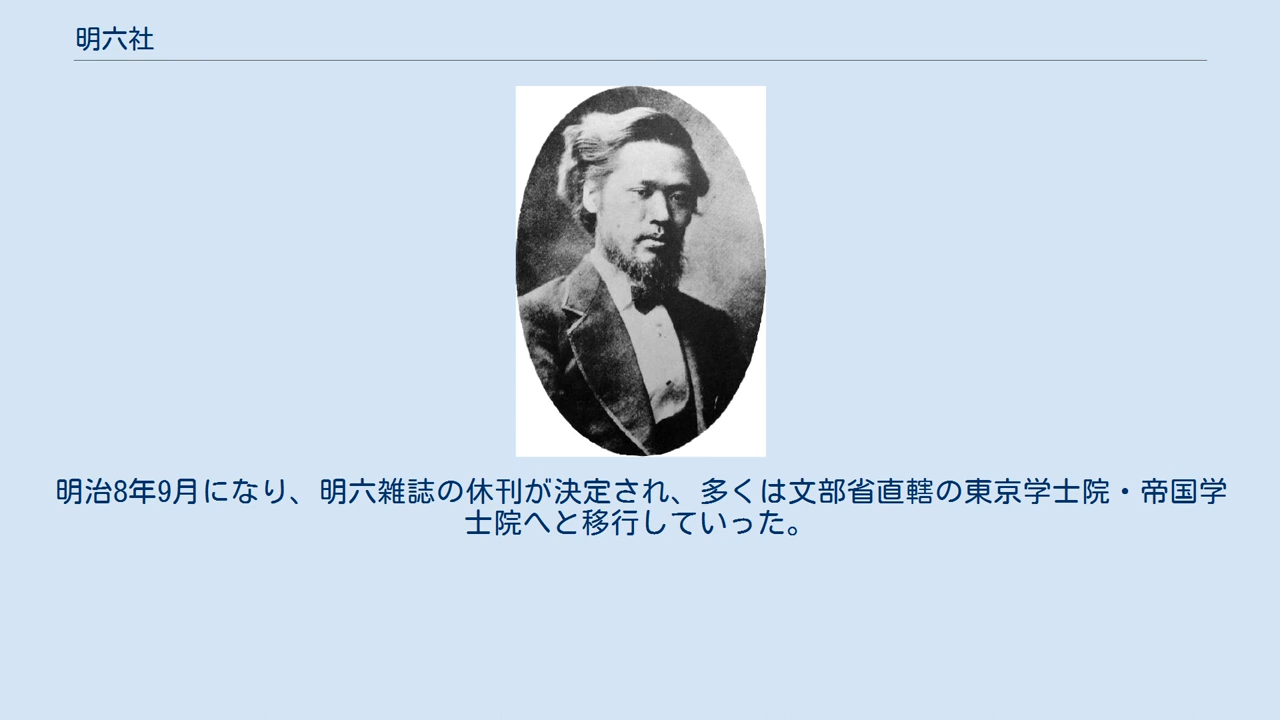 明六社
明治8年9月になり、明六雑誌の休刊が決定され、多くは文部省直轄の東京学士院・帝国学
士院へと移行していった。